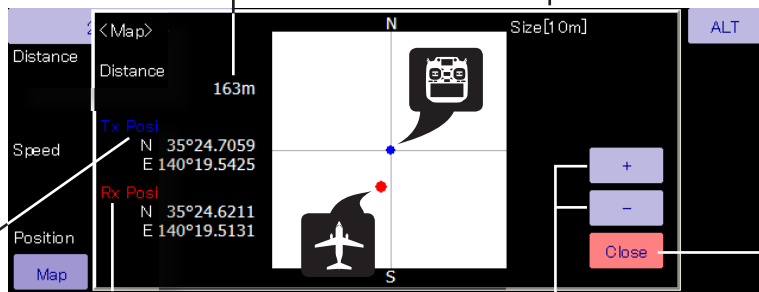 <Map>
N
Size[10m]
ALT
Distance
Distance
163m
Tx Posi
N 35°24.7059
E 140°19.5425
Speed
+
Rx Posi
N 35°24.6211
E 140°19.5131
−
Position
Close
Map
S